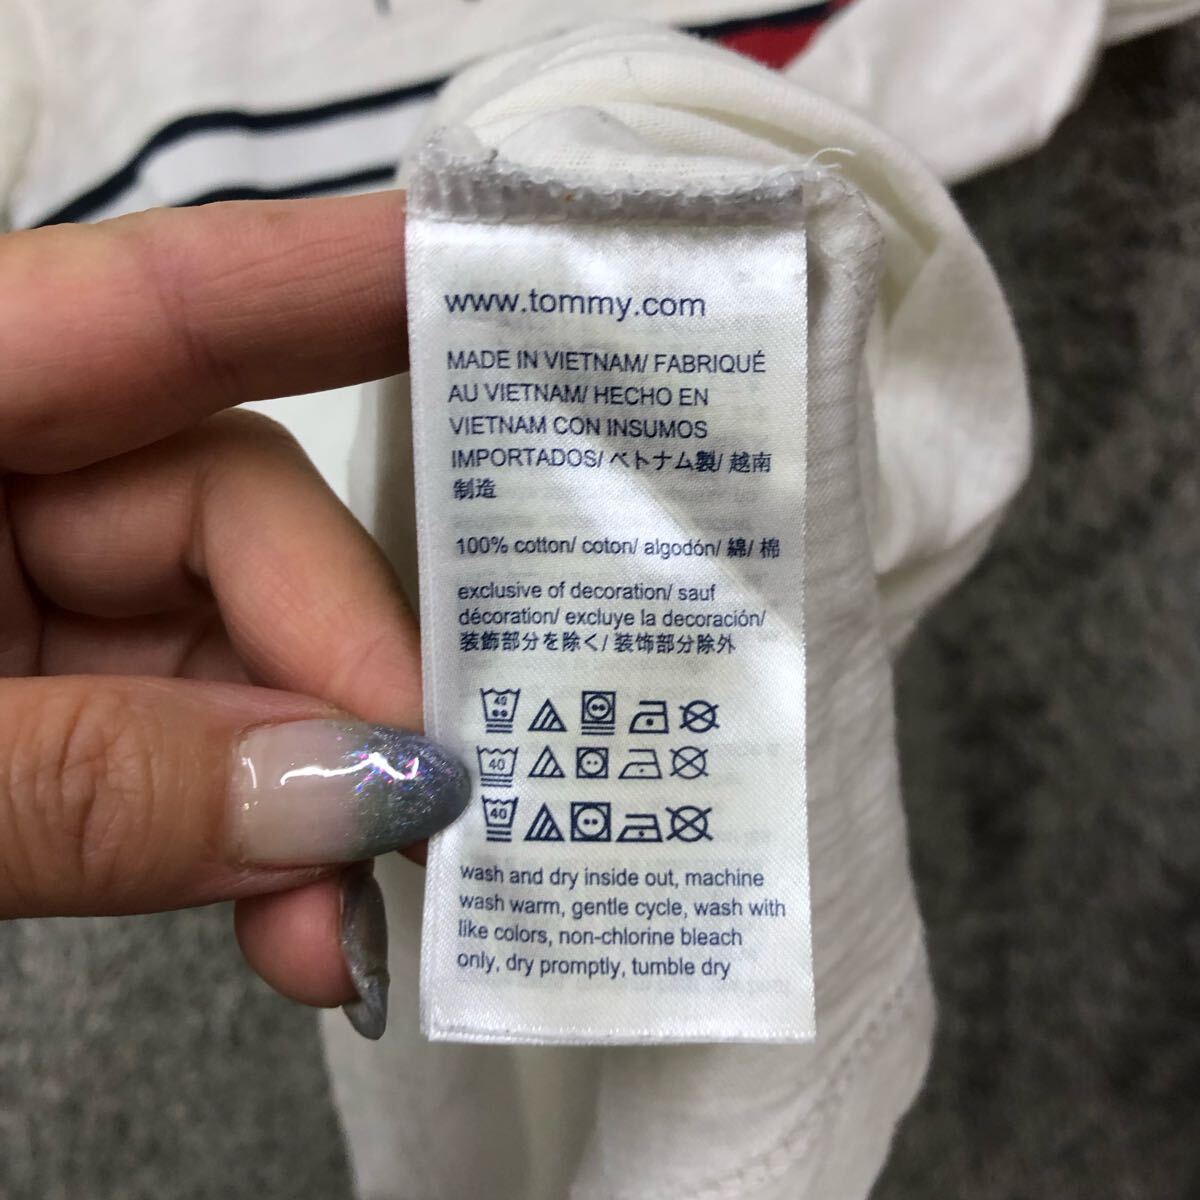 www.tommy.com
MADE IN VIETNAM/ FABRIQUÉ
AU VIETNAM/ HECHO EN
VIETNAM CON INSUMOS
IMPORTADOS/ ベトナム製/ 越南
制造
100% cotton/ coton/ algodón/ 綿/ 棉
exclusive of decoration/ sauf
décoration/ excluye la decoración/
装飾部分を除く/ 装饰部分除外
40
40
40
wash and dry inside out, machine
wash warm, gentle cycle, wash with
like colors, non-chlorine bleach
only, dry promptly, tumble dry